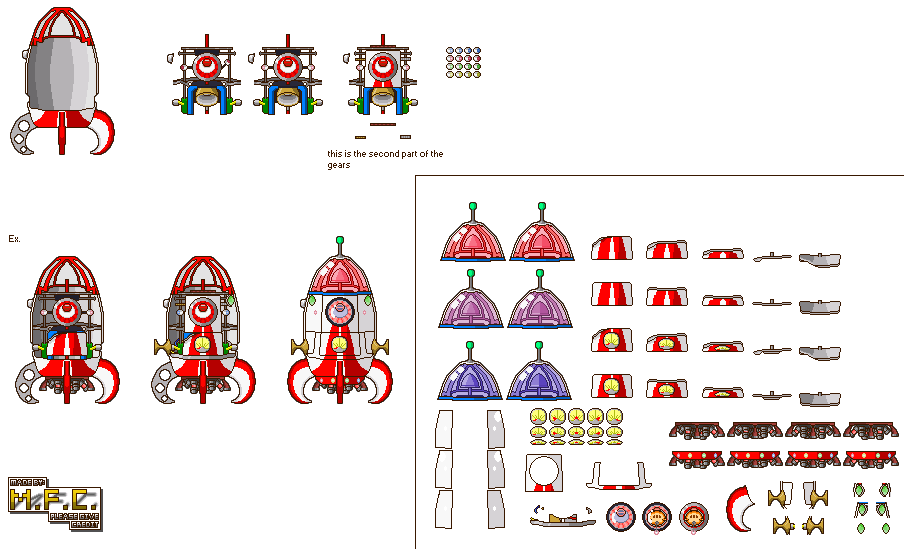 this is the second part of the
gears
Ex.
MADE BY:
W.F.C.
PLEASE GIVE
CREDIT